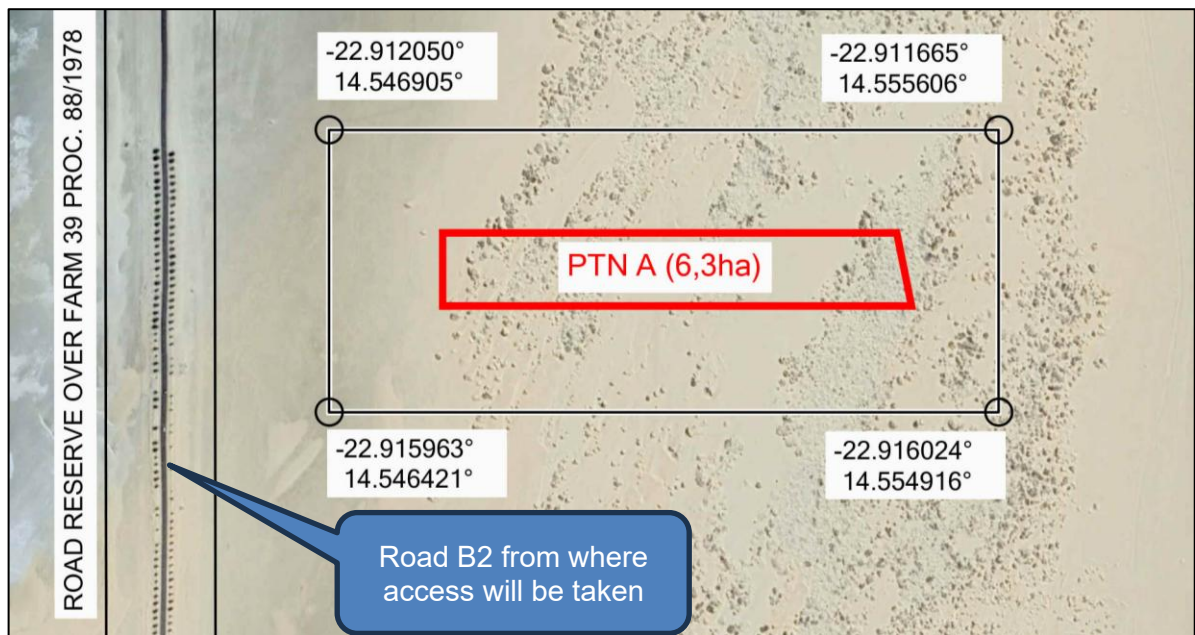 ROAD RESERVE OVER FARM 39 PROC. 88/1978
-22.912050°
14.546905°
-22.911665°
14.555606°
PTN A (6,3ha)
-22.915963°
14.546421°
-22.916024°
14.554916°
Road B2 from where
access will be taken